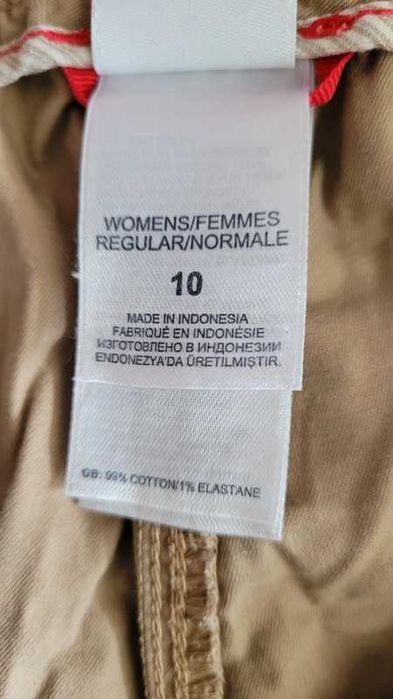 WOMENS/FEMMES
REGULAR/NORMALE
10
MADE IN INDONESIA
FABRIQUÉ EN INDONÉSIE
ИЗГОТОВЛЕНО В ИНДОНЕЗИИ
ENDONEZYA'DA ÜRETILMIŞTIR.
GB: 99% COTTON/1% ELASTANE